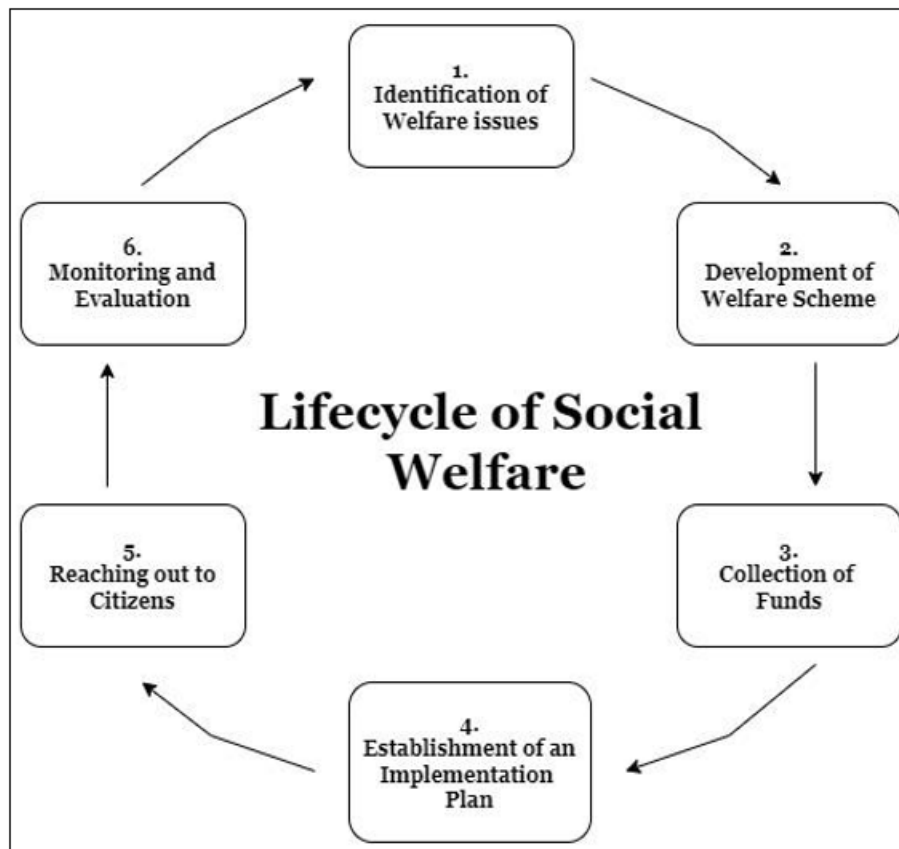 1.
Identification of
Welfare issues
2.
Development of
Welfare Scheme
3.
Collection of
Funds
4.
Establishment of an
Implementation
Plan
5.
Reaching out to
Citizens
6.
Monitoring and
Evaluation
Lifecycle of Social
Welfare